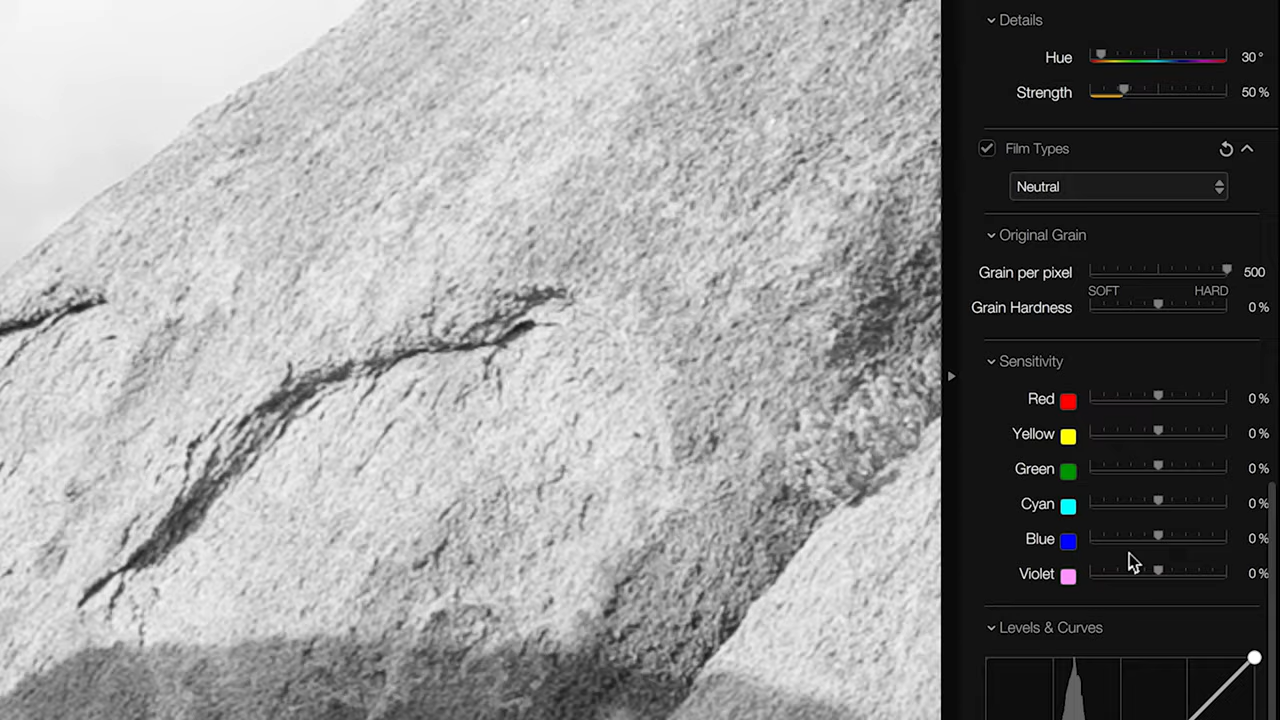 Details
Hue 30°
Strength 50 %
Film Types
Neutral
Original Grain
Grain per pixel 500
SOFT HARD
Grain Hardness 0 %
Sensitivity
Red 0 %
Yellow 0 %
Green 0 %
Cyan 0 %
Blue 0 %
Violet 0 %
Levels & Curves